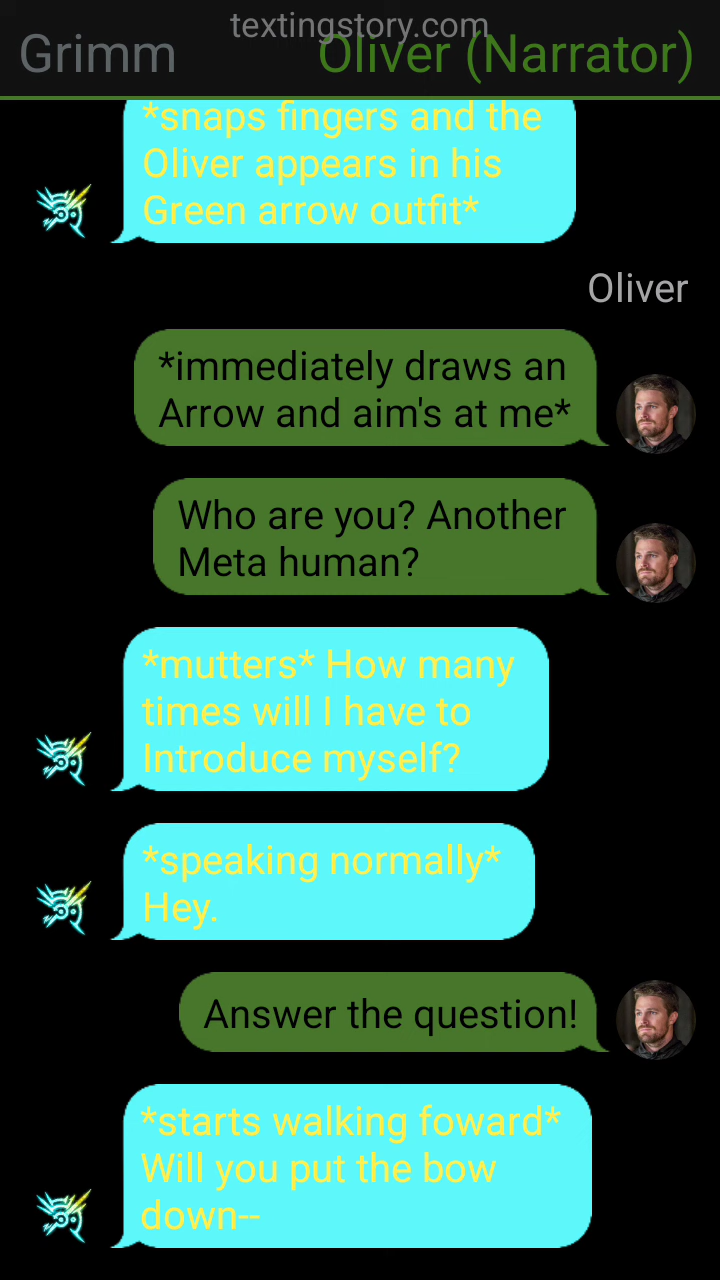 textingstory.com
Grimm
Oliver (Narrator)
*snaps fingers and the
Oliver appears in his
Green arrow outfit*
Oliver
*immediately draws an
Arrow and aim's at me*
Who are you? Another
Meta human?
*mutters* How many
times will I have to
Introduce myself?
*speaking normally*
Hey.
Answer the question!
*starts walking foward*
Will you put the bow
down--